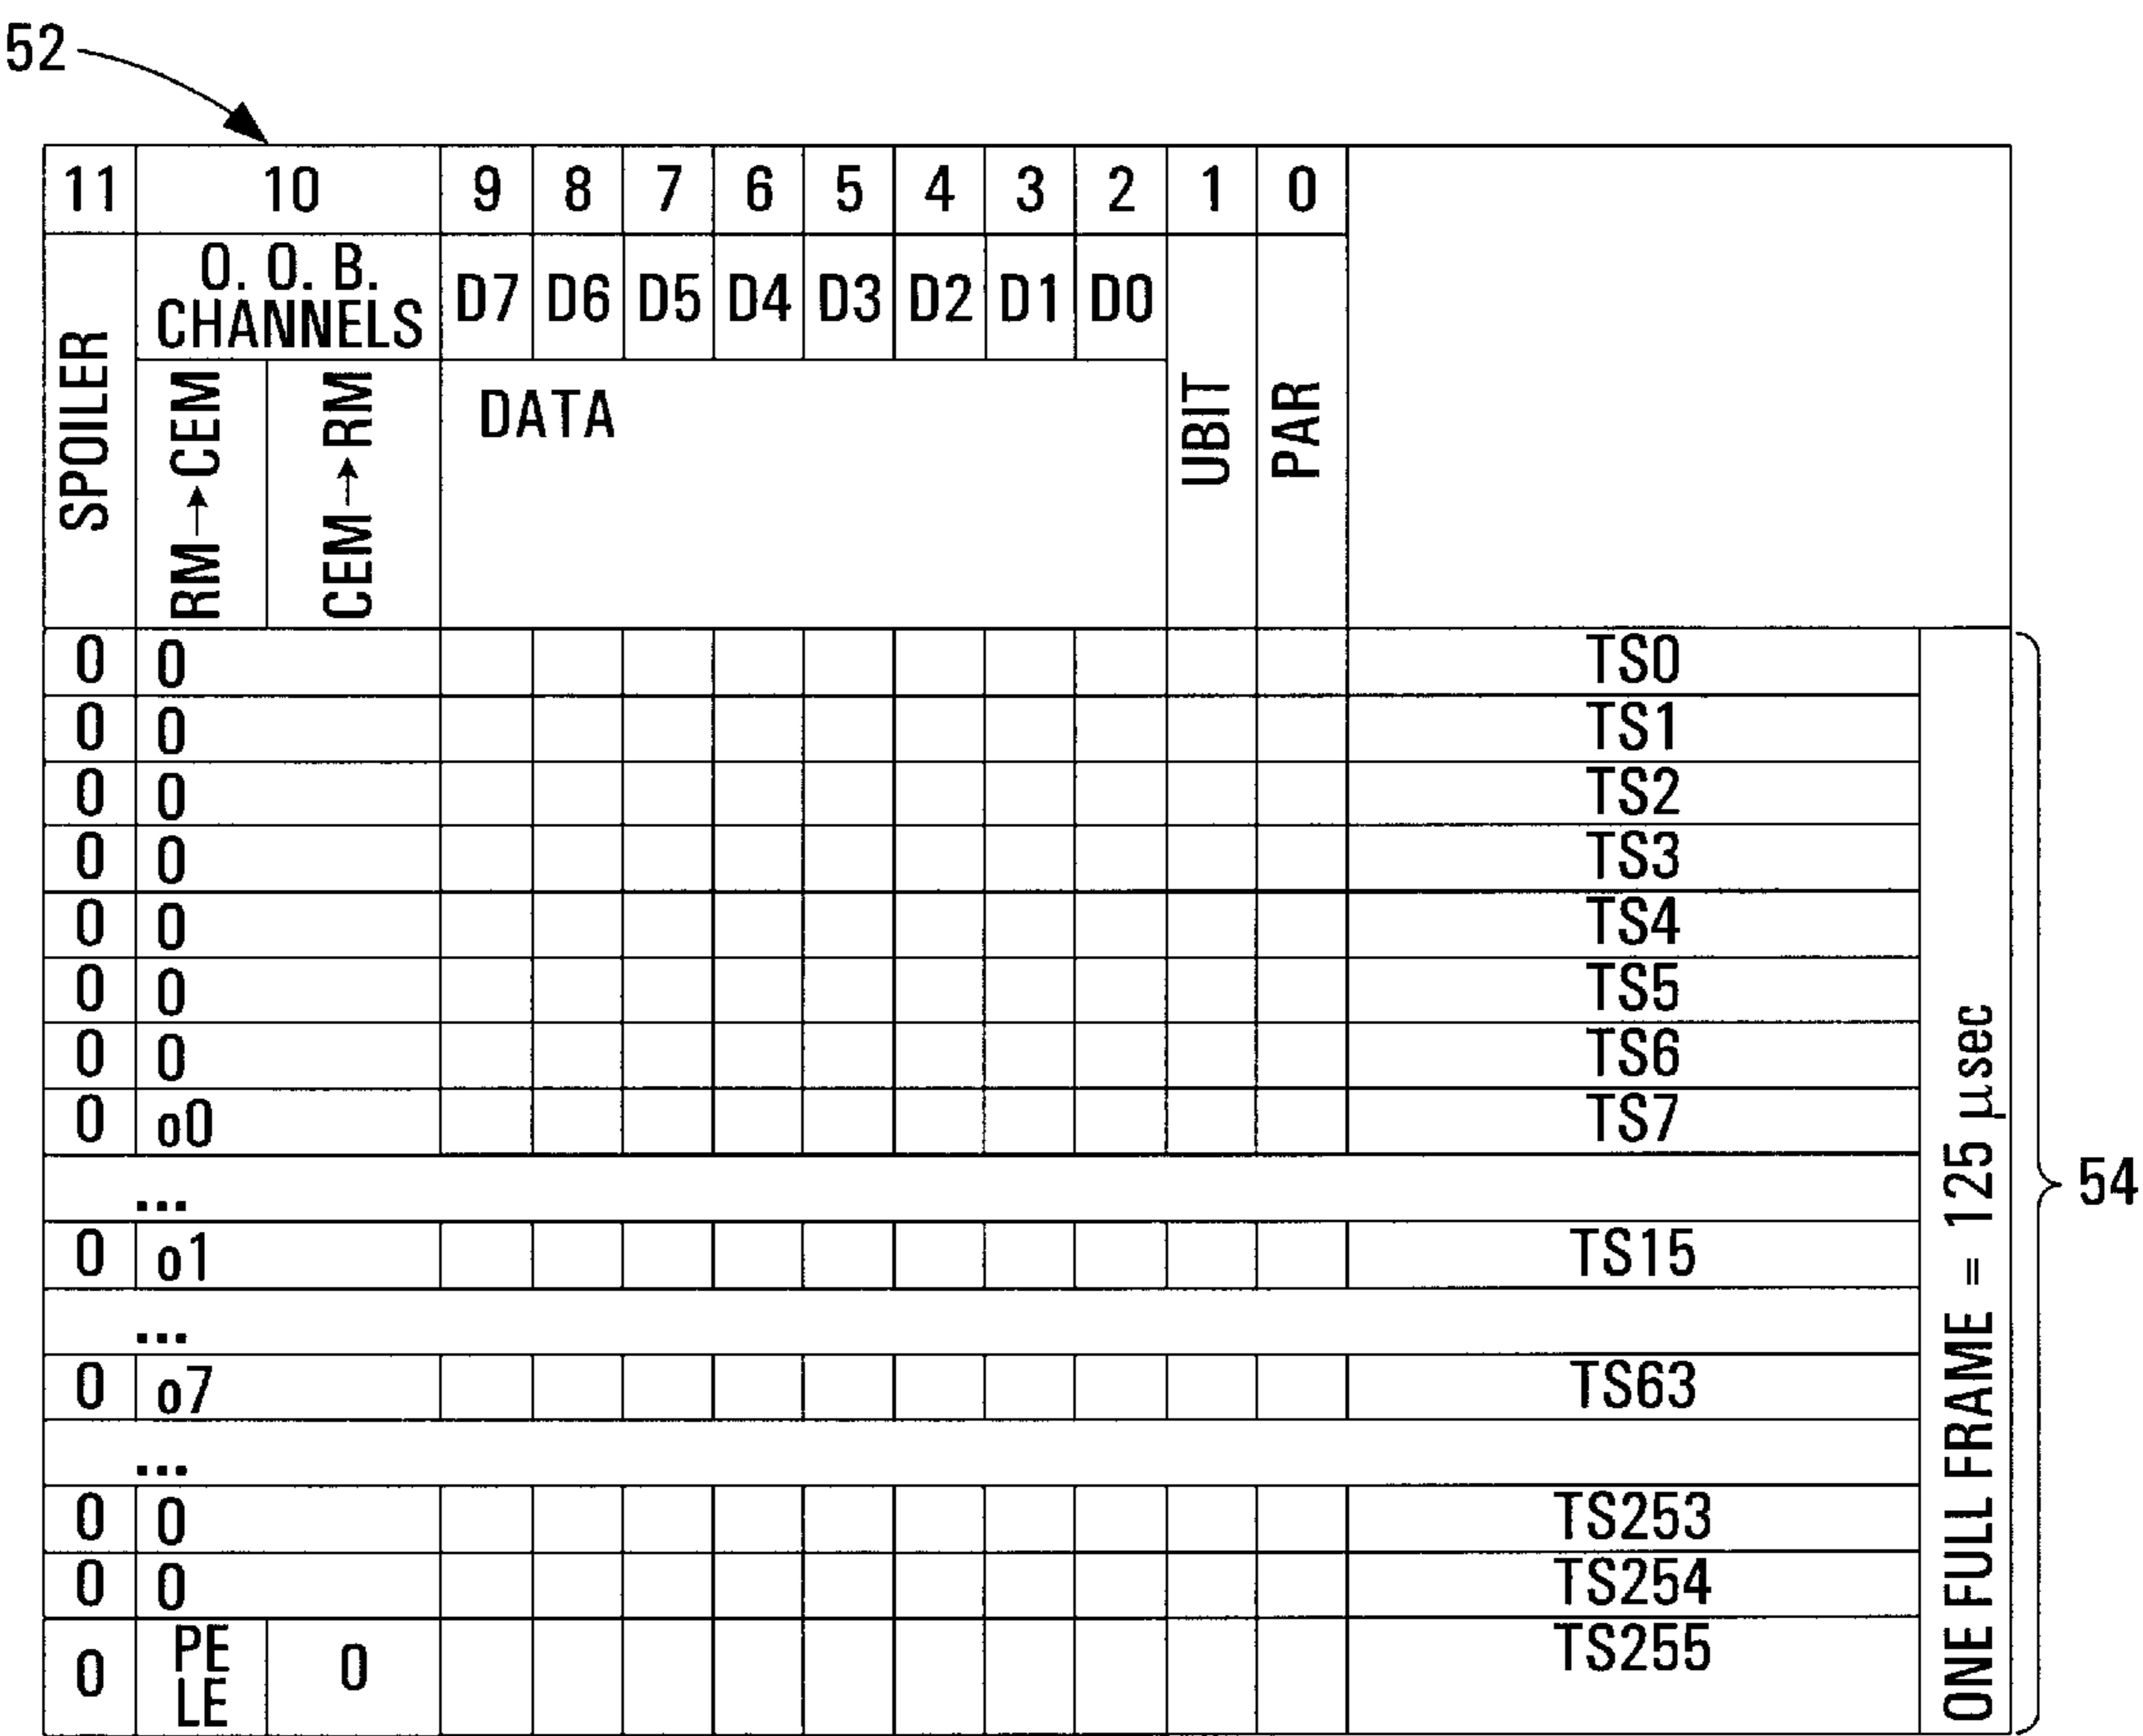 52
11 10 9 8 7 6 5 4 3 2 1 0
SPOILER
O. O. B.
CHANNELS
D7 D6 D5 D4 D3 D2 D1 D0
RM→CEM
CEM→RM
DATA
UBIT
PAR
0 0 TS0
0 0 TS1
0 0 TS2
0 0 TS3
0 0 TS4
0 0 TS5
0 0 TS6
0 o0 TS7
...
0 o1 TS15
...
0 o7 TS63
...
0 0 TS253
0 0 TS254
0 PE 0 TS255
LE
ONE FULL FRAME = 125 μsec
54